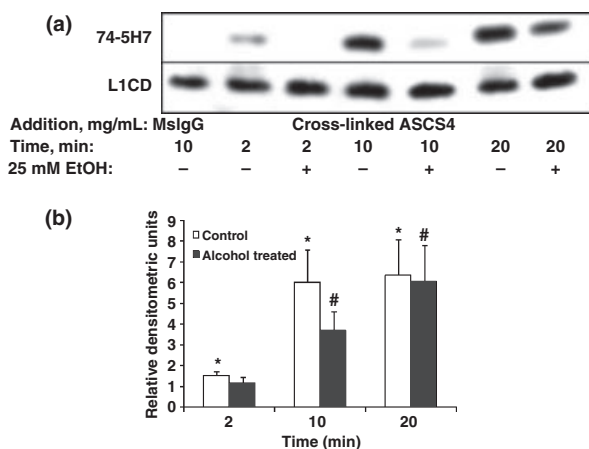 (a)
74-5H7
L1CD
Addition, mg/mL: MsIgG Cross-linked ASCS4
Time, min: 10 2 2 10 10 20 20
25 mM EtOH: – – + – + – +
(b)
Relative densitometric units
9
8
7
6
5
4
3
2
1
0
Control
Alcohol treated
* * # * #
2 10 20
Time (min)